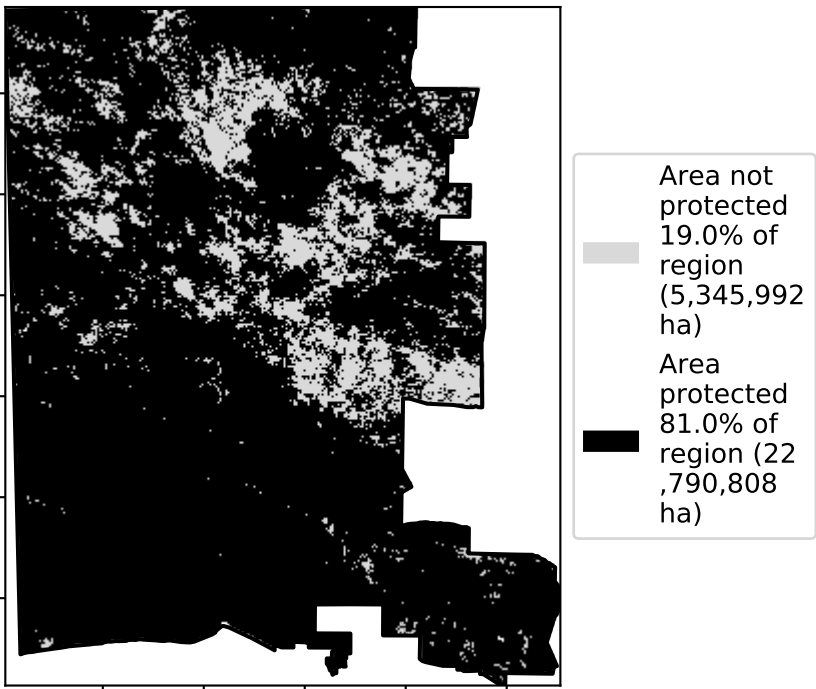 Area not
protected
19.0% of
region
(5,345,992
ha)
Area
protected
81.0% of
region (22
,790,808
ha)